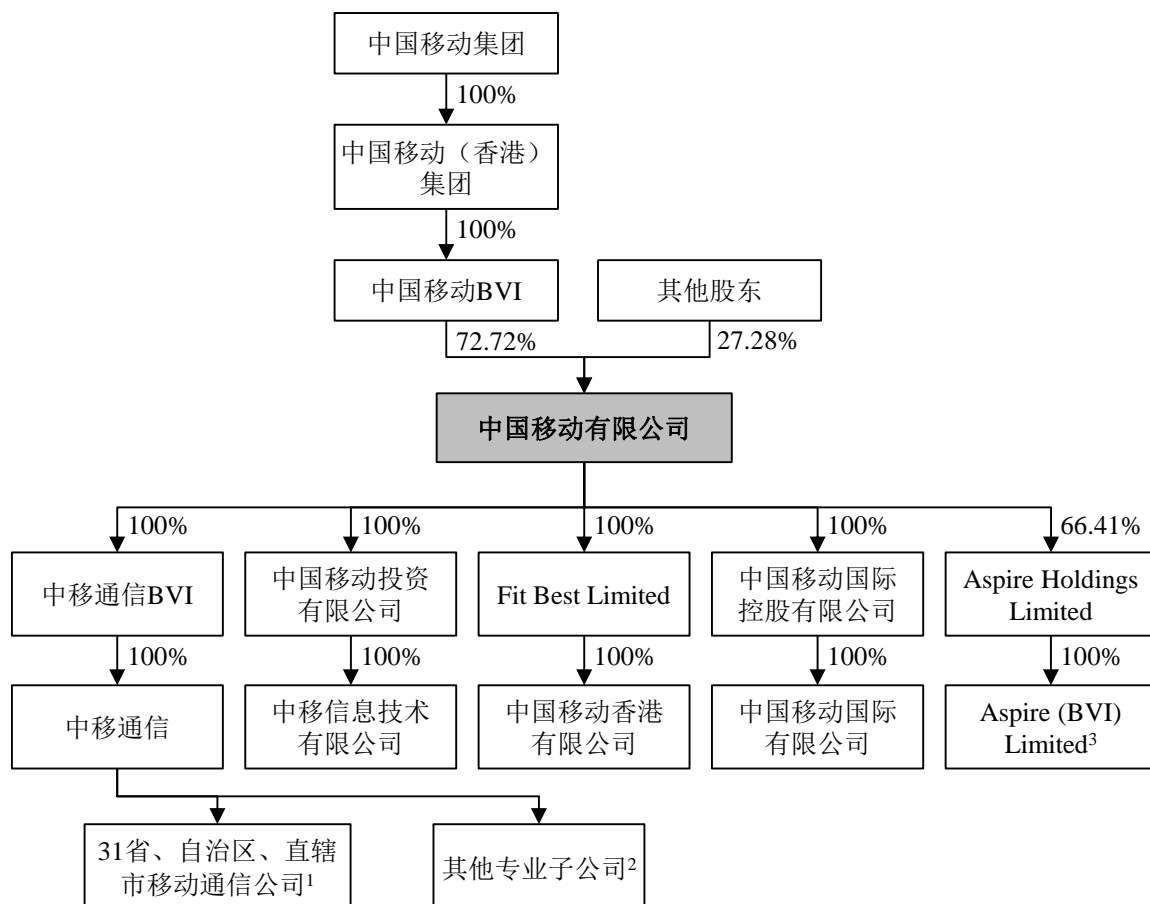 中国移动集团
100%
中国移动（香港）
集团
100%
中国移动BVI
其他股东
72.72%
27.28%
中国移动有限公司
100%
100%
100%
100%
66.41%
中移通信BVI
中国移动投资
有限公司
Fit Best Limited
中国移动国际
控股有限公司
Aspire Holdings
Limited
100%
100%
100%
100%
100%
中移通信
中移信息技术
有限公司
中国移动香港
有限公司
中国移动国际
有限公司
Aspire (BVI)
Limited³
31省、自治区、直辖
市移动通信公司¹
其他专业子公司²